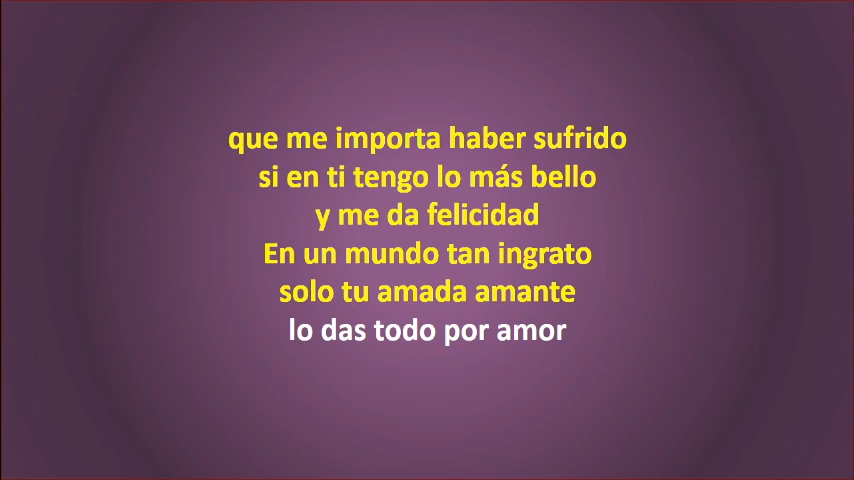 que me importa haber sufrido
si en ti tengo lo más bello
y me da felicidad
En un mundo tan ingrato
solo tu amada amante
lo das todo por amor